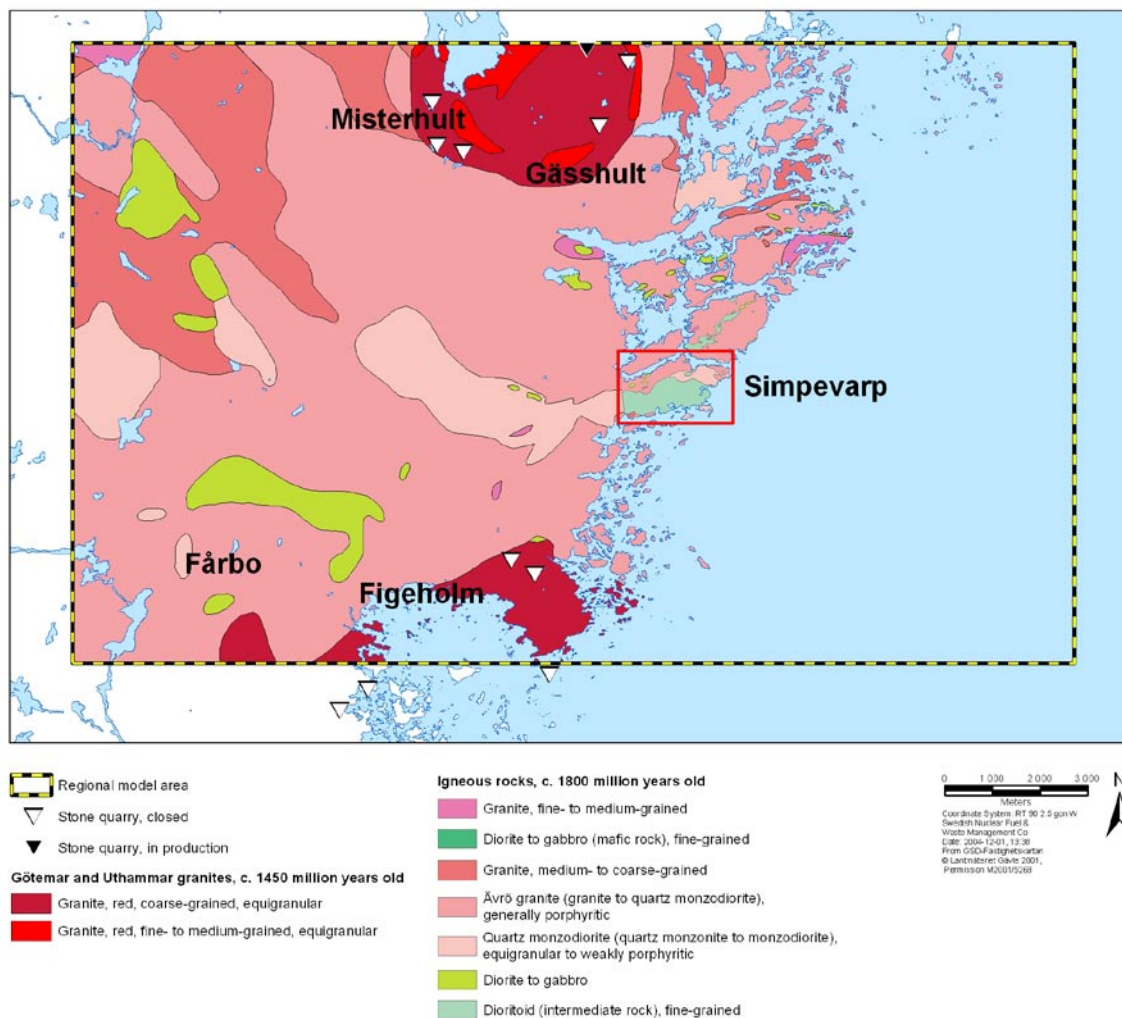 Misterhult
Gässhult
Simpevarp
Fårbo
Figeholm
Regional model area
Stone quarry, closed
Stone quarry, in production
Götemar and Uthammar granites, c. 1450 million years old
Granite, red, coarse-grained, equigranular
Granite, red, fine- to medium-grained, equigranular
Igneous rocks, c. 1800 million years old
Granite, fine- to medium-grained
Diorite to gabbro (mafic rock), fine-grained
Granite, medium- to coarse-grained
Ävrö granite (granite to quartz monzodiorite),
generally porphyritic
Quartz monzodiorite (quartz monzonite to monzodiorite),
equigranular to weakly porphyritic
Diorite to gabbro
Dioritoid (intermediate rock), fine-grained
0 1 000 2 000 3 000
Meters
Coordinate System: RT 90 2.5 gon W
Swedish Nuclear Fuel &
Waste Management Co
Date: 2004-12-01, 13:38
From GSD-Fastighetskartan
© Lantmäteriet Gävle 2001,
Permission M2001/5268
N